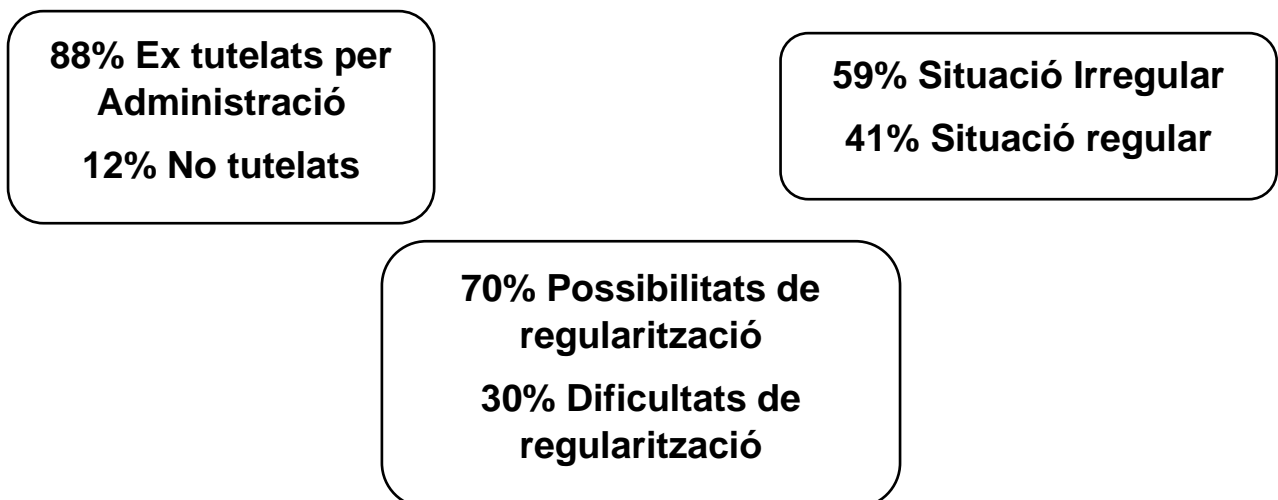 88% Ex tutelats per
Administració
12% No tutelats
59% Situació Irregular
41% Situació regular
70% Possibilitats de
regularització
30% Dificultats de
regularització